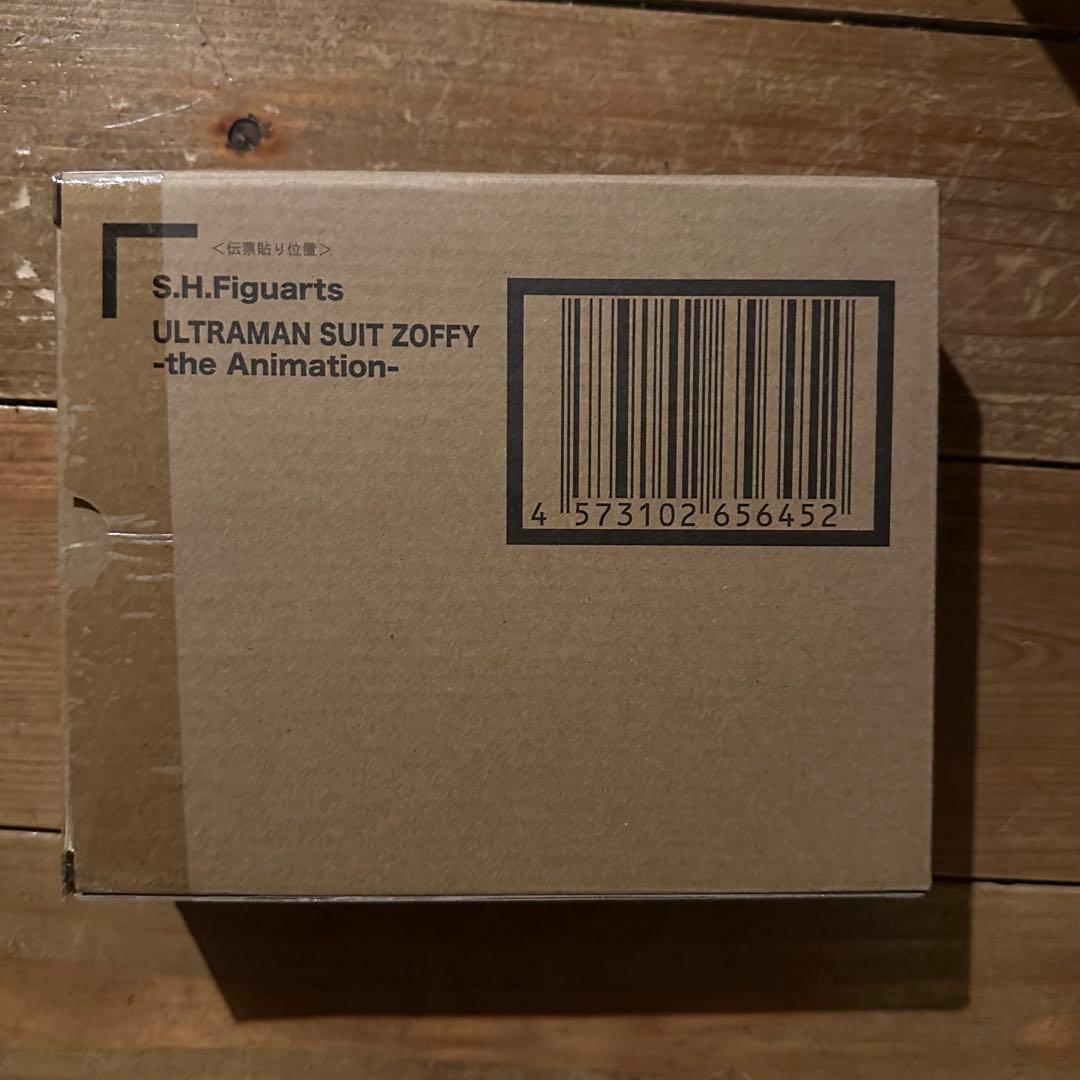 ＜伝票貼り位置＞
S.H.Figuarts
ULTRAMAN SUIT ZOFFY
-the Animation-
4 573102 656452